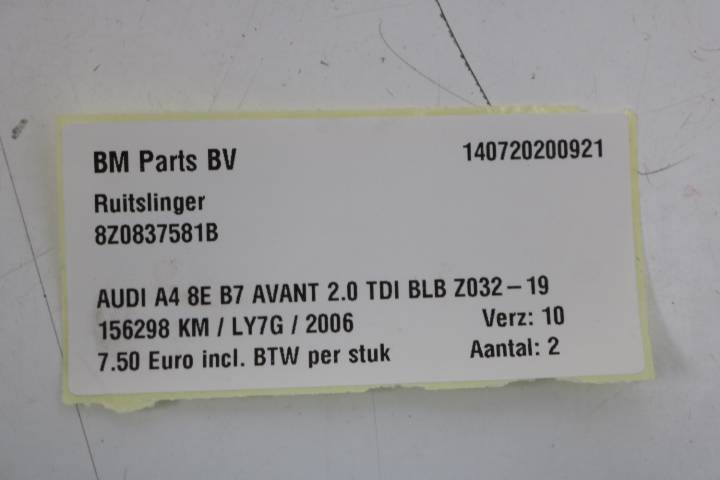 BM Parts BV 140720200921
Ruitslinger
8Z0837581B
AUDI A4 8E B7 AVANT 2.0 TDI BLB Z032-19
156298 KM / LY7G / 2006 Verz: 10
7.50 Euro incl. BTW per stuk Aantal: 2